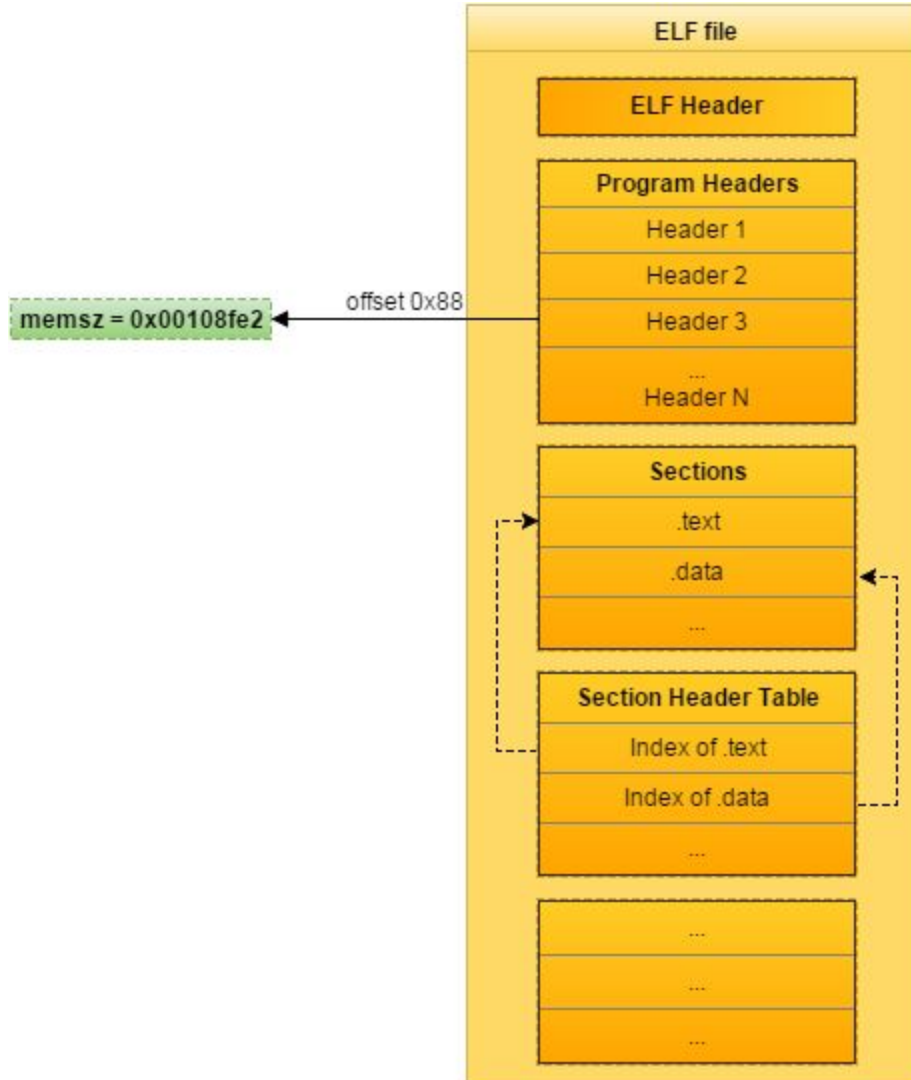 ELF file
ELF Header
Program Headers
Header 1
Header 2
offset 0x88
memsz = 0x00108fe2
Header 3
...
Header N
Sections
.text
.data
...
Section Header Table
Index of .text
Index of .data
...
...
...
...